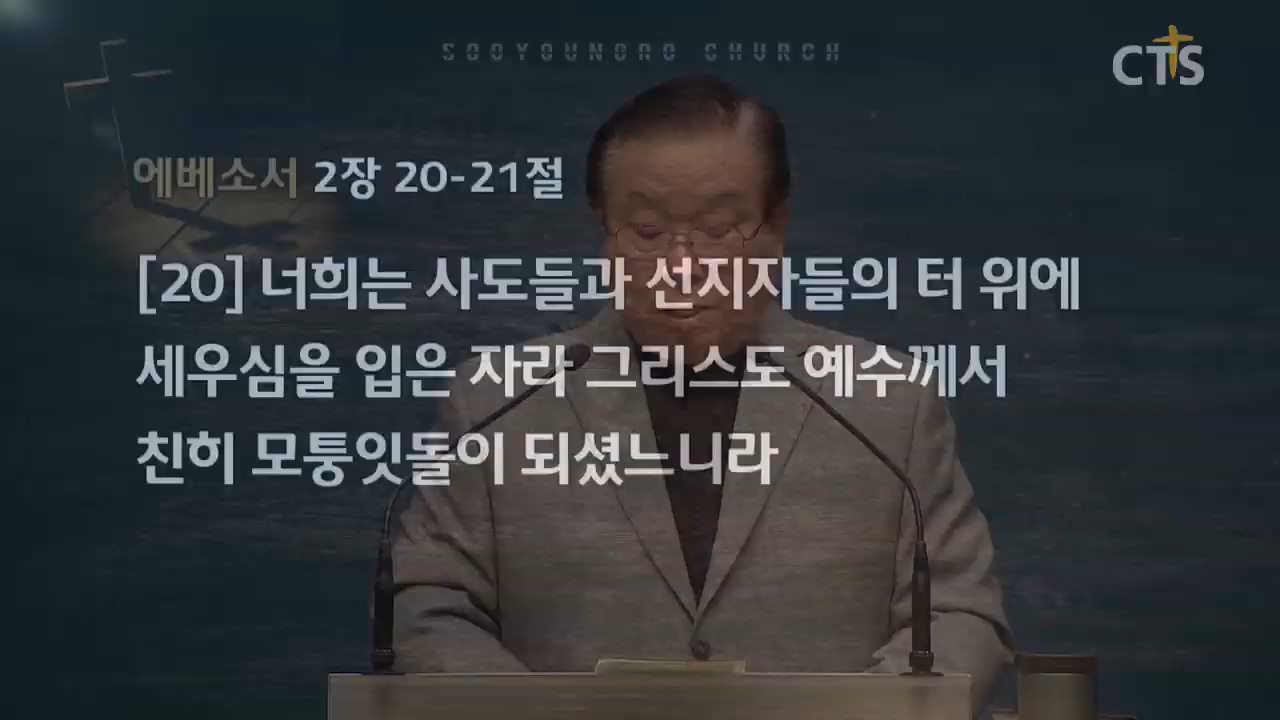 SOOYOUNGRO CHURCH
CTS
에베소서 2장 20-21절
[20] 너희는 사도들과 선지자들의 터 위에
세우심을 입은 자라 그리스도 예수께서
친히 모퉁잇돌이 되셨느니라